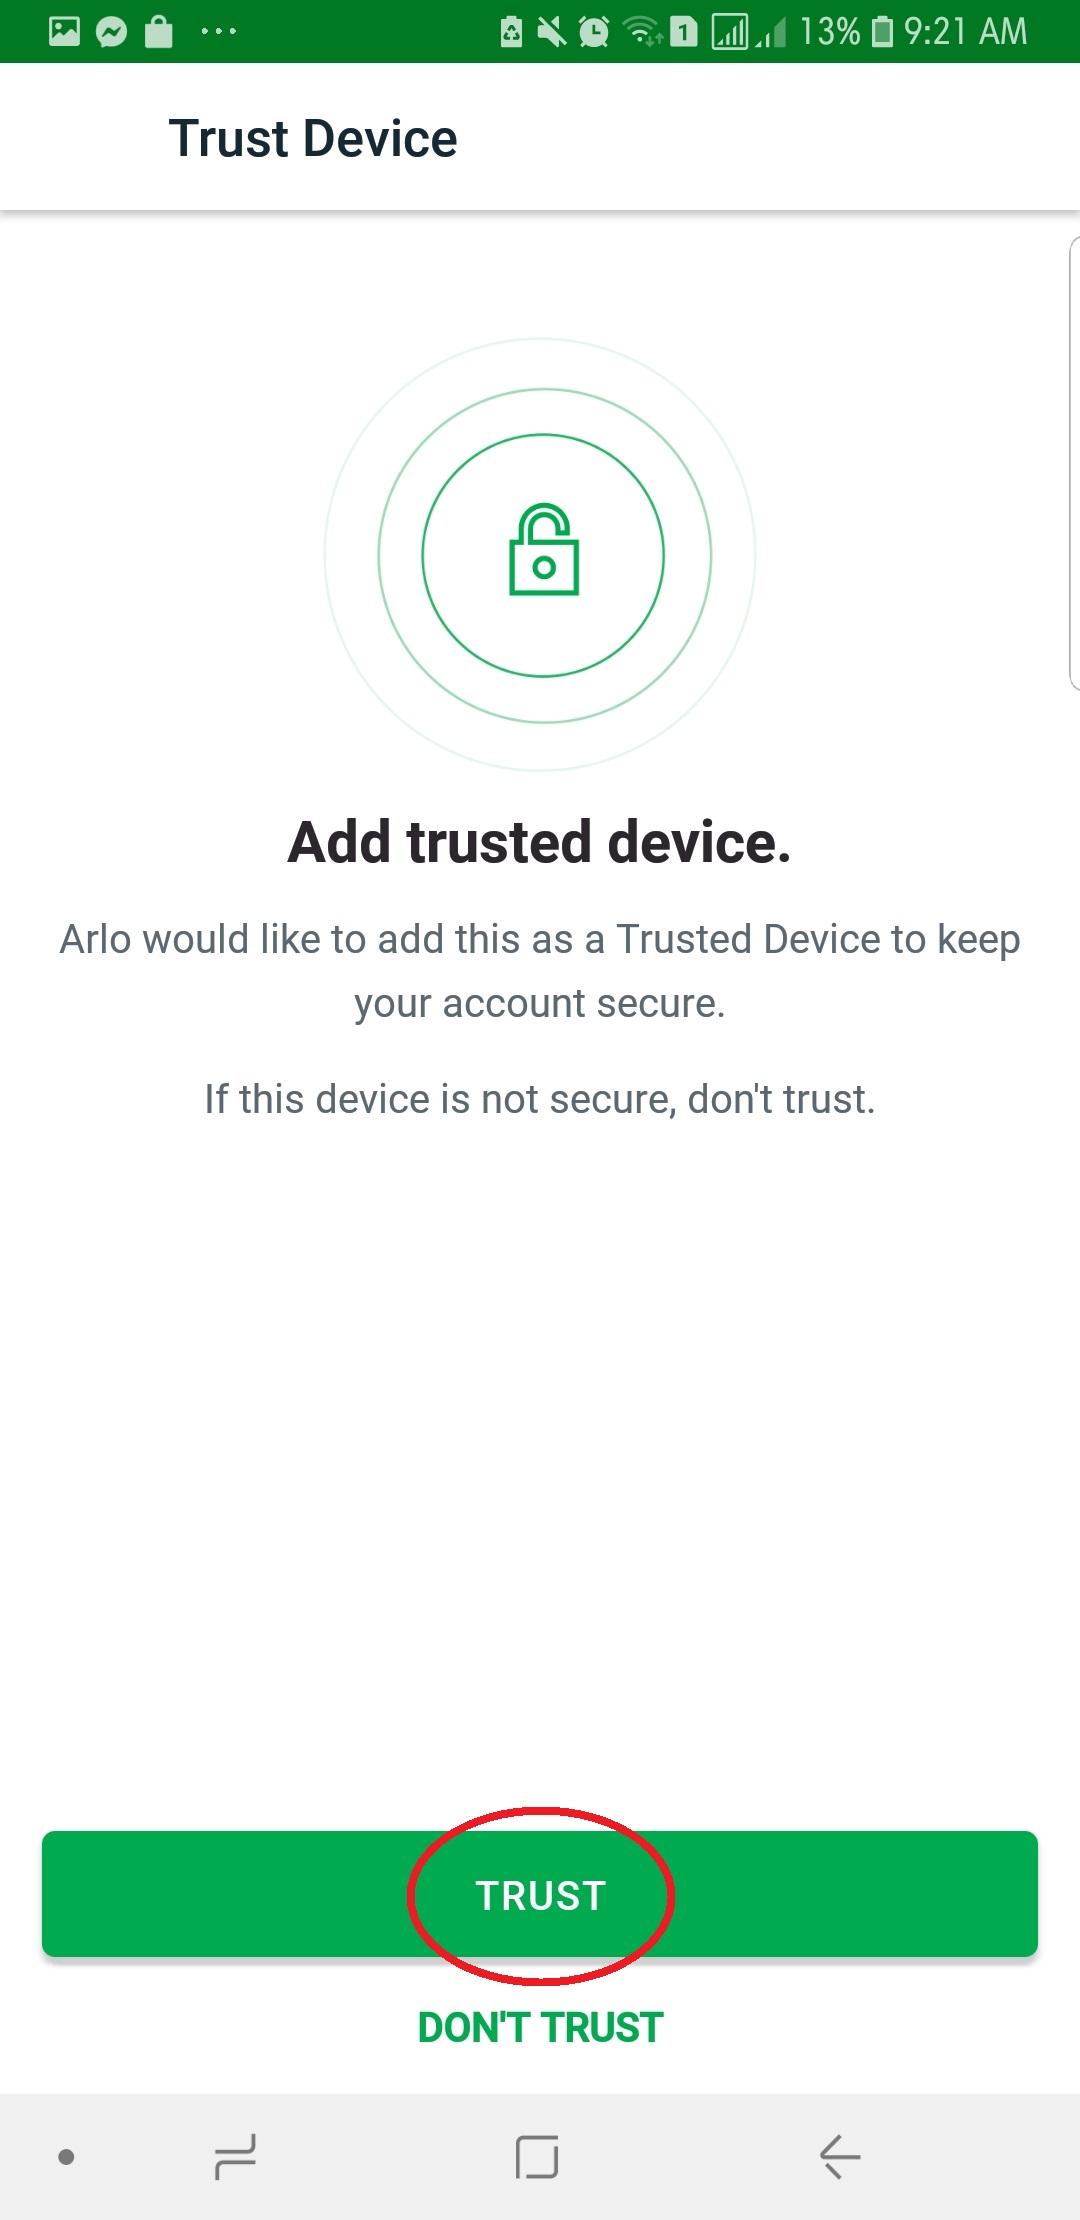 13% 9:21 AM
Trust Device
Add trusted device.
Arlo would like to add this as a Trusted Device to keep
your account secure.
If this device is not secure, don't trust.
TRUST
DON'T TRUST